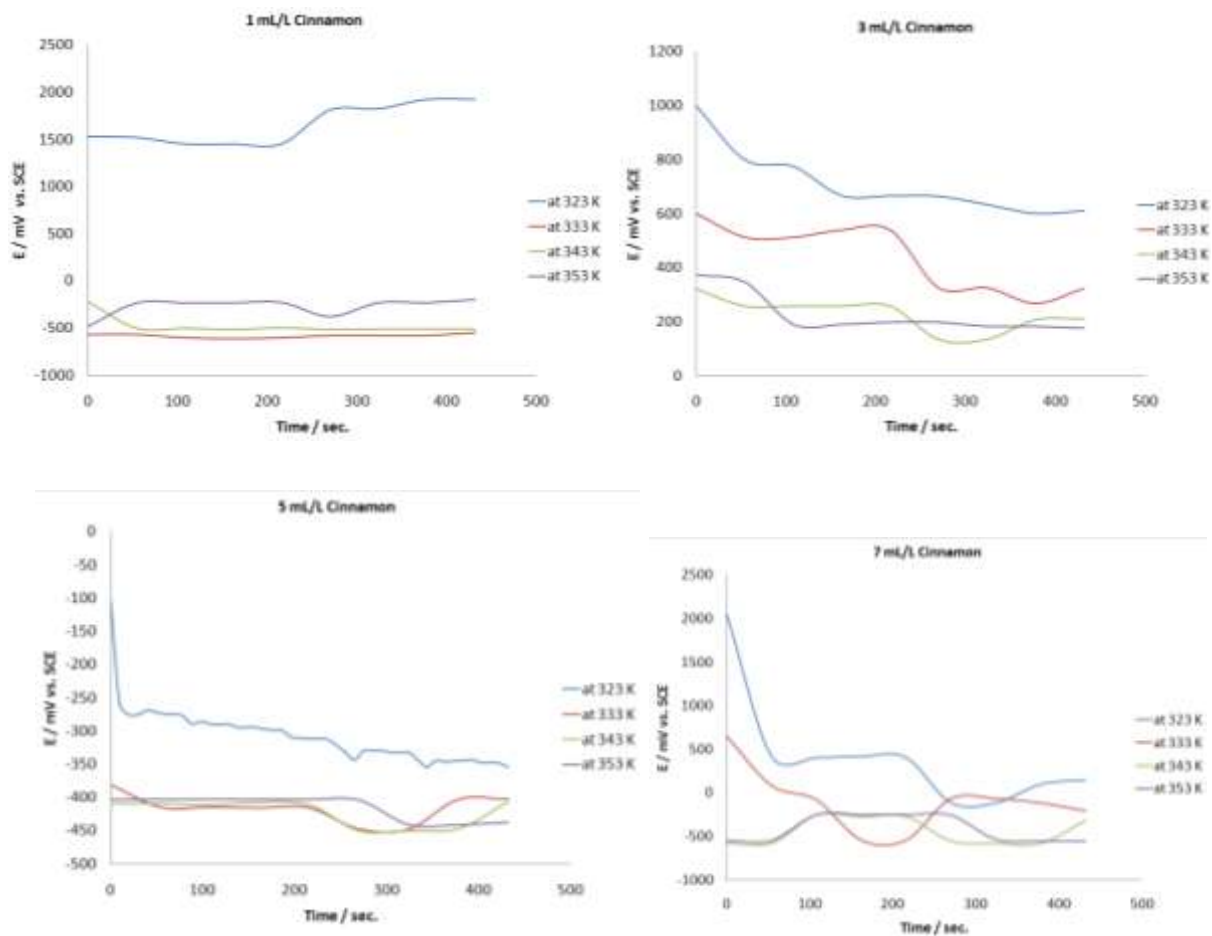 1 mL/L Cinnamon
2500
2000
1500
1000
500
0
-500
-1000
E / mV vs. SCE
0 100 200 300 400 500
Time / sec.
at 323 K
at 333 K
at 343 K
at 353 K
3 mL/L Cinnamon
1200
1000
800
600
400
200
0
E / mV vs. SCE
0 100 200 300 400 500
Time / sec.
at 323 K
at 333 K
at 343 K
at 353 K
5 mL/L Cinnamon
0
-50
-100
-150
-200
-250
-300
-350
-400
-450
-500
E / mV vs. SCE
0 100 200 300 400 500
Time / sec.
at 323 K
at 333 K
at 343 K
at 353 K
7 mL/L Cinnamon
2500
2000
1500
1000
500
0
-500
-1000
E / mV vs. SCE
0 100 200 300 400 500
Time / sec.
at 323 K
at 333 K
at 343 K
at 353 K